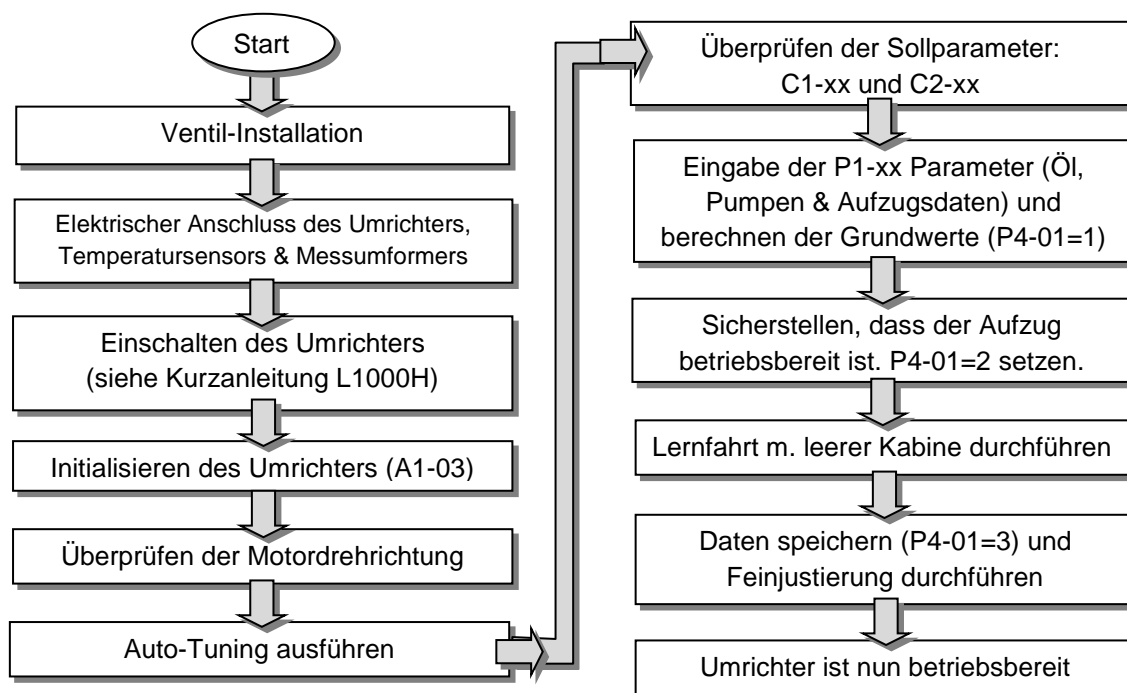 Start
Ventil-Installation
Elektrischer Anschluss des Umrichters,
Temperatursensors & Messumformers
Einschalten des Umrichters
(siehe Kurzanleitung L1000H)
Initialisieren des Umrichters (A1-03)
Überprüfen der Motordrehrichtung
Auto-Tuning ausführen
Überprüfen der Sollparameter:
C1-xx und C2-xx
Eingabe der P1-xx Parameter (Öl,
Pumpen & Aufzugsdaten) und
berechnen der Grundwerte (P4-01=1)
Sicherstellen, dass der Aufzug
betriebsbereit ist. P4-01=2 setzen.
Lernfahrt m. leerer Kabine durchführen
Daten speichern (P4-01=3) und
Feinjustierung durchführen
Umrichter ist nun betriebsbereit